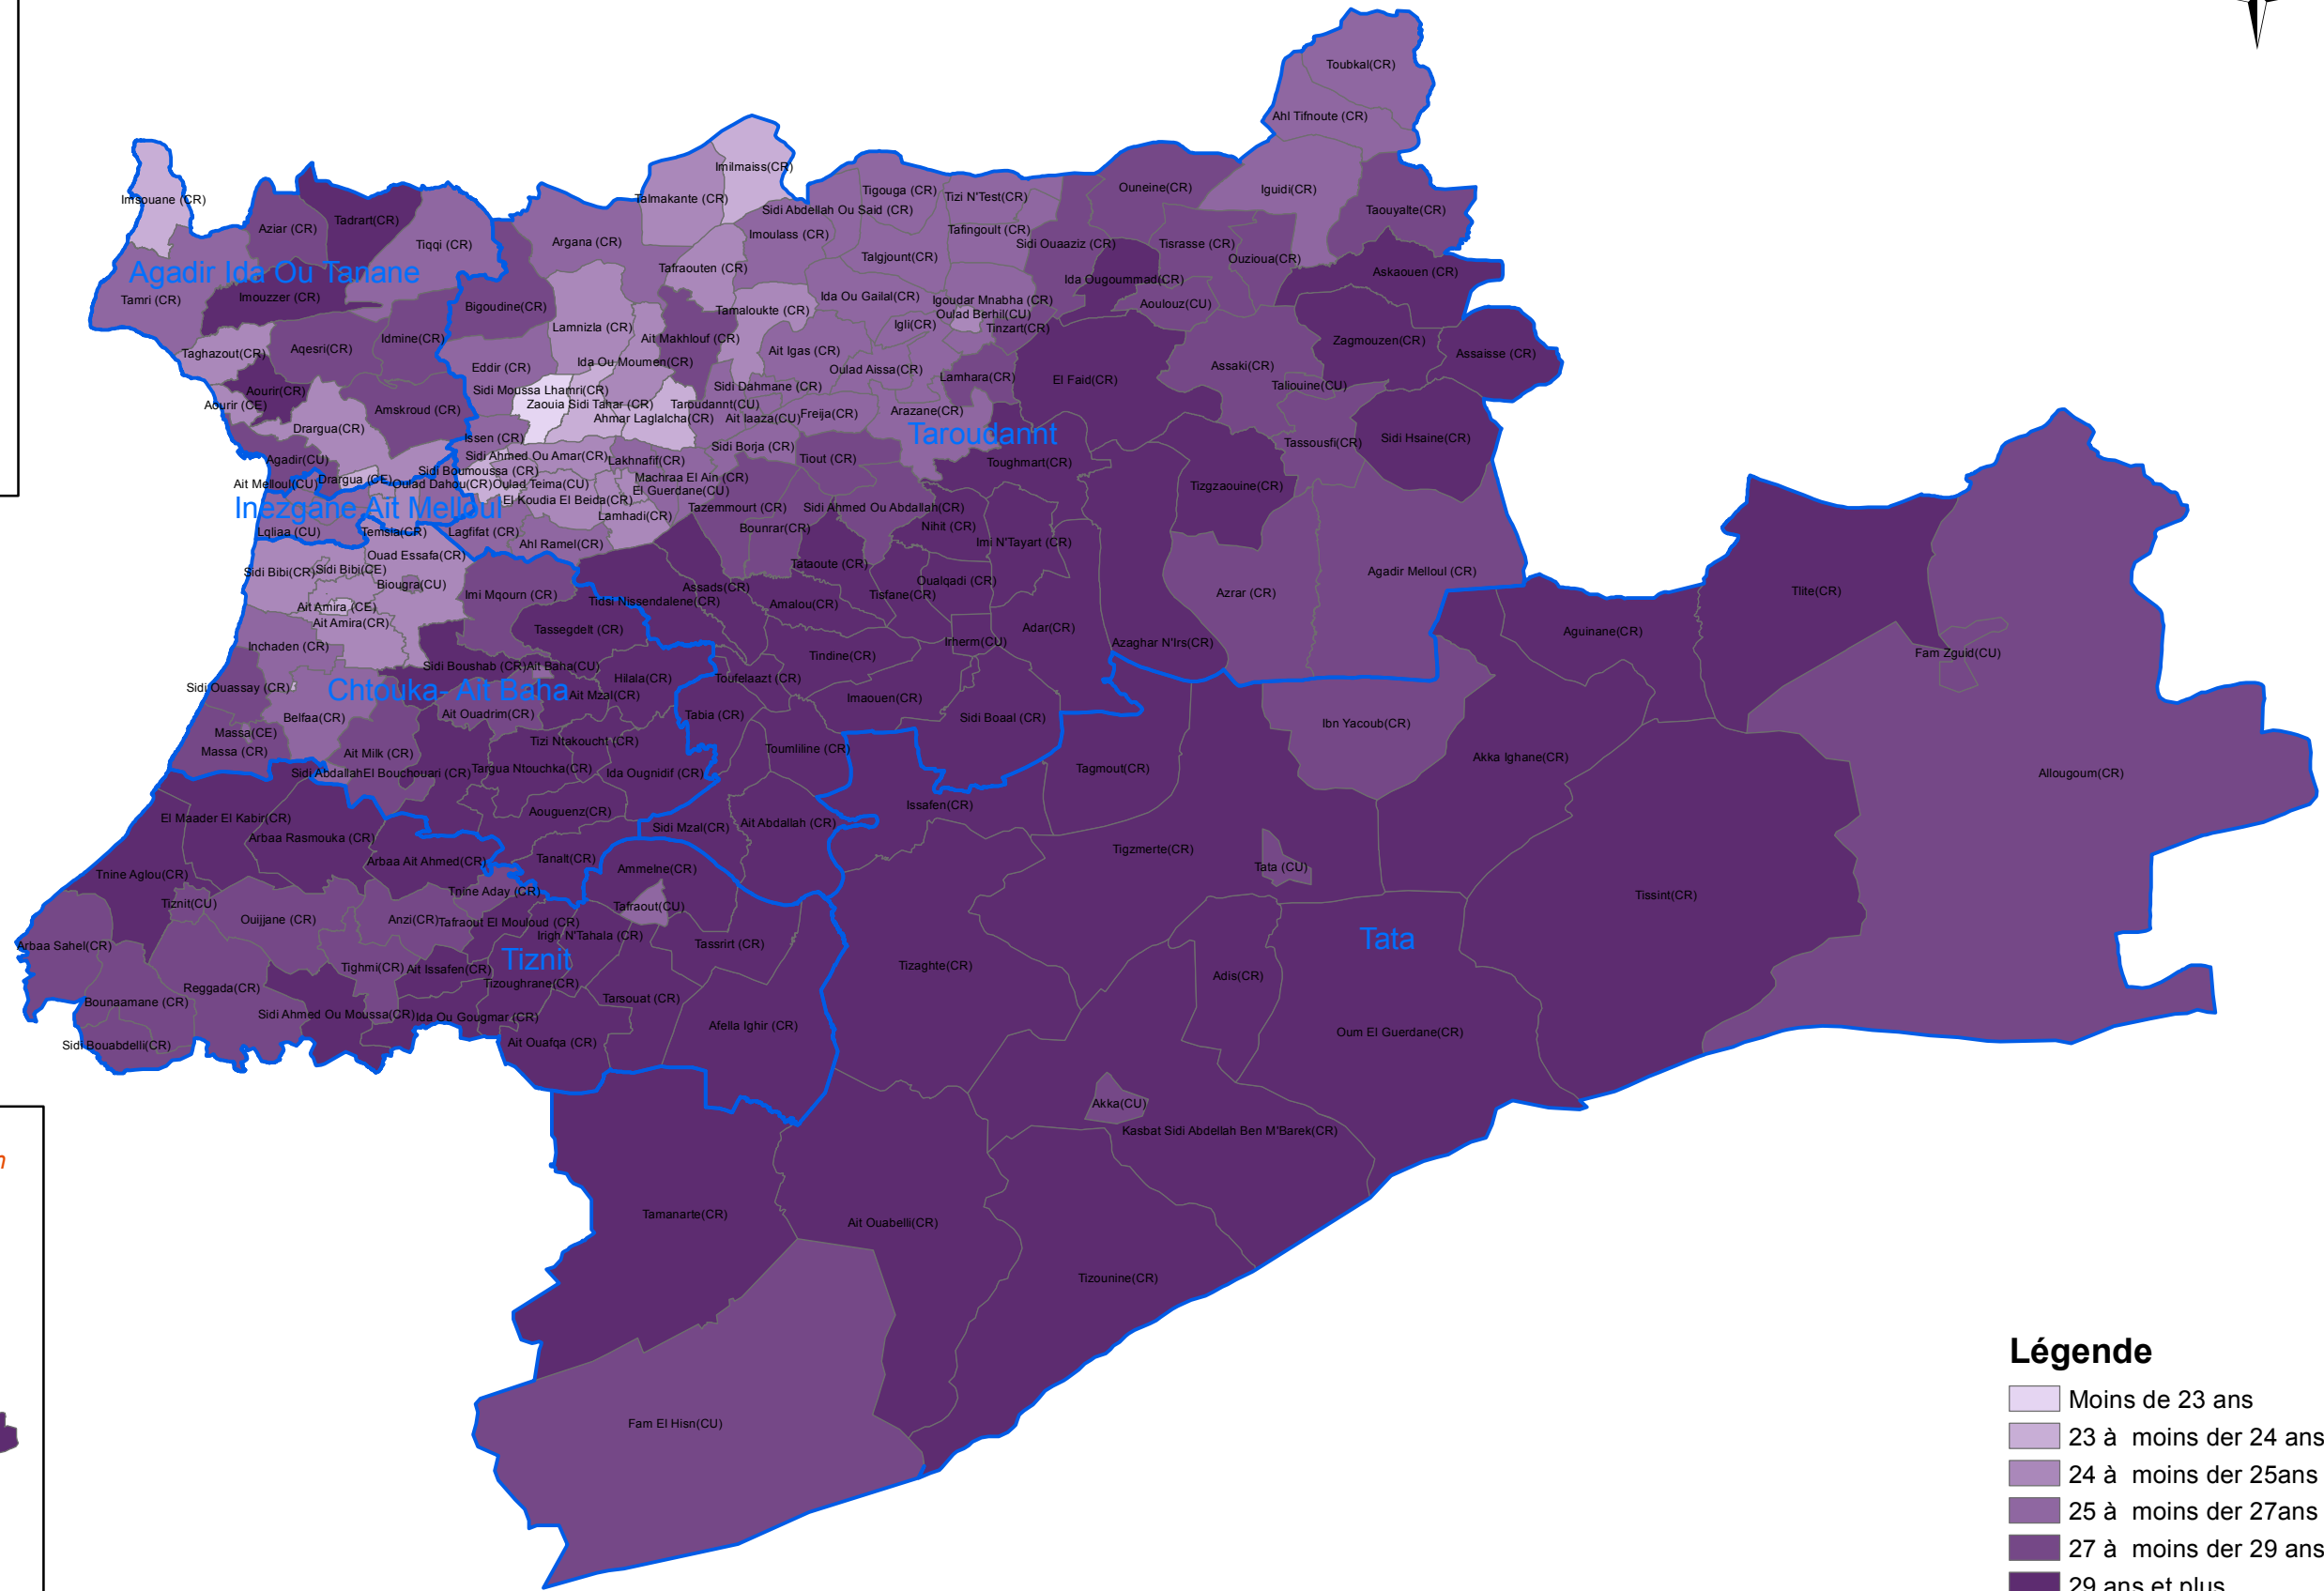 Toubkal(CR)
Ahl Tifnoute (CR)
Imilmaiss(CR)
Imsouane (CR)
Talmakante (CR)
Tigouga (CR)
Tizi N'Test(CR)
Ouneine(CR)
Iguidi(CR)
Taouyalte(CR)
Sidi Abdellah Ou Said (CR)
Aziar (CR)
Tadrart(CR)
Tiqqi (CR)
Argana (CR)
Imoulass (CR)
Tafingoult (CR)
Sidi Ouaaziz (CR)
Tisrasse (CR)
Ouzioua(CR)
Talgjount(CR)
Tafraouten (CR)
Agadir Ida Ou Tanane
Ida Ougoummad(CR)
Askaouen (CR)
Tamri (CR)
Imouzzer (CR)
Bigoudine(CR)
Ida Ou Gailal(CR)
Igoudar Mnabha (CR)
Aoulouz(CU)
Tamaloukte (CR)
Oulad Berhil(CU)
Lamnizla (CR)
Igli(CR)
Tinzart(CR)
Idmine(CR)
Ait Makhlouf (CR)
Zagmouzen(CR)
Taghazout(CR)
Aqesri(CR)
Ait Igas (CR)
Assaisse (CR)
Eddir (CR)
Ida Ou Moumen(CR)
Oulad Aissa(CR)
Assaki(CR)
Lamhara(CR)
El Faid(CR)
Sidi Dahmane (CR)
Taliouine(CU)
Aourir(CR)
Sidi Moussa Lhamri(CR)
Aourir (CE)
Zaouia Sidi Tahar (CR)
Taroudannt(CU)
Amskroud (CR)
Ahmar Laglalcha(CR)
Ait Iaaza(CU)
Freija(CR)
Arazane(CR)
Drargua(CR)
Taroudannt
Issen (CR)
Sidi Borja (CR)
Tassousfi(CR)
Sidi Hsaine(CR)
Agadir(CU)
Sidi Ahmed Ou Amar(CR)
Lakhnafif(CR)
Tiout (CR)
Toughmart(CR)
Sidi Boumoussa (CR)
Ait Melloul(CU)
Drargua (CE)
Oulad Dahou(CR)
Oulad Teima(CU)
Machraa El Ain (CR)
El Guerdane(CU)
Tizgzaouine(CR)
El Koudia El Beida(CR)
Inezgane Ait Melloul
Lamhadi(CR)
Tazemmourt (CR)
Sidi Ahmed Ou Abdallah(CR)
Lqliaa (CU)
Temsia(CR)
Lagfifat (CR)
Bounrar(CR)
Nihit (CR)
Ahl Ramel(CR)
Imi N'Tayart (CR)
Ouad Essafa(CR)
Sidi Bibi(CR)
Sidi Bibi(CE)
Tataoute (CR)
Agadir Melloul (CR)
Biougra(CU)
Imi Mqourn (CR)
Assads(CR)
Oualqadi (CR)
Azrar (CR)
Tlite(CR)
Tisfane(CR)
Ait Amira (CE)
Tidsi Nissendalene(CR)
Amalou(CR)
Ait Amira(CR)
Tassegdelt (CR)
Adar(CR)
Aguinane(CR)
Inchaden (CR)
Irherm(CU)
Azaghar N'Irs(CR)
Tindine(CR)
Fam Zguid(CU)
Sidi Boushab (CR)
Ait Baha(CU)
Hilala(CR)
Toufelaazt (CR)
Sidi Ouassay (CR)
Chtouka- Ait Baha
Ait Mzal(CR)
Imaouen(CR)
Belfaa(CR)
Ait Ouadrim(CR)
Tabia (CR)
Sidi Boaal (CR)
Ibn Yacoub(CR)
Massa(CE)
Tizi Ntakoucht (CR)
Massa (CR)
Ait Milk (CR)
Toumliline (CR)
Akka Ighane(CR)
Sidi AbdallahEl Bouchouari (CR)
Targua Ntouchka(CR)
Ida Ougnidif (CR)
Tagmout(CR)
Allougoum(CR)
El Maader El Kabir(CR)
Aouguenz(CR)
Issafen(CR)
Arbaa Rasmouka (CR)
Sidi Mzal(CR)
Ait Abdallah (CR)
Arbaa Ait Ahmed(CR)
Tanalt(CR)
Tigzmerte(CR)
Tnine Aglou(CR)
Ammelne(CR)
Tata (CU)
Tnine Aday (CR)
Tiznit(CU)
Tafraout(CU)
Tissint(CR)
Ouijjane (CR)
Anzi(CR)
Tafraout El Mouloud (CR)
Irigh N'Tahala (CR)
Arbaa Sahel(CR)
Tassrirt (CR)
Tata
Tiznit
Tighmi(CR)
Ait Issafen(CR)
Tizaghte(CR)
Adis(CR)
Reggada(CR)
Tizoughrane(CR)
Bounaamane (CR)
Tarsouat (CR)
Sidi Ahmed Ou Moussa(CR)
Ida Ou Gougmar (CR)
Afella Ighir (CR)
Oum El Guerdane(CR)
Sidi Bouabdelli(CR)
Ait Ouafqa (CR)
Akka(CU)
Kasbat Sidi Abdellah Ben M'Barek(CR)
Tamanarte(CR)
Ait Ouabelli(CR)
Tizounine(CR)
Fam El Hisn(CU)
Légende
Moins de 23 ans
23 à moins der 24 ans
24 à moins der 25ans
25 à moins der 27ans
27 à moins der 29 ans
29 ans et plus